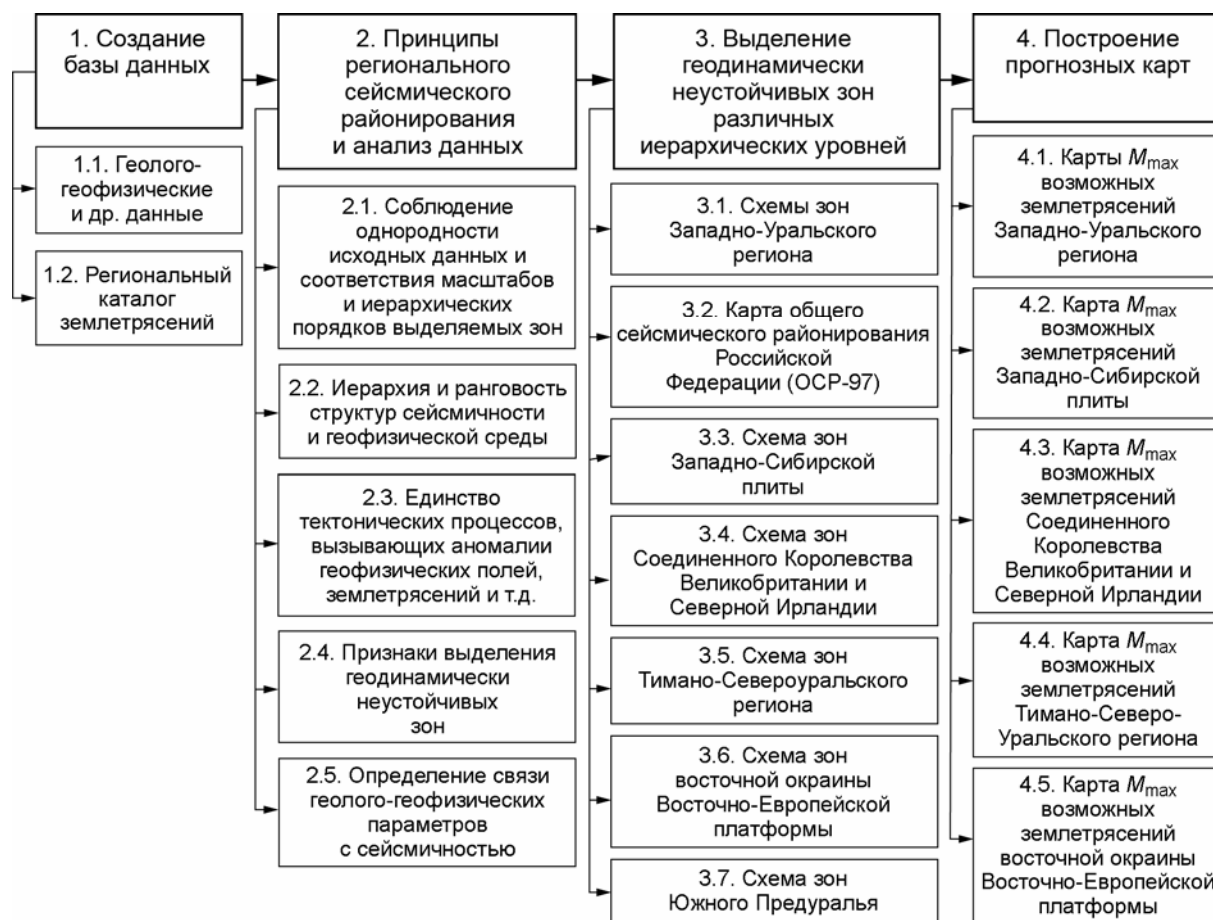 1. Создание
базы данных
1.1. Геолого-
геофизические
и др. данные
1.2. Региональный
каталог
землетрясений
2. Принципы
регионального
сейсмического
районирования
и анализ данных
2.1. Соблюдение
однородности
исходных данных и
соответствия масштабов
и иерархических
порядков выделяемых зон
2.2. Иерархия и ранговость
структур сейсмичности
и геофизической среды
2.3. Единство
тектонических процессов,
вызывающих аномалии
геофизических полей,
землетрясений и т.д.
2.4. Признаки выделения
геодинамически
неустойчивых
зон
2.5. Определение связи
геолого-геофизических
параметров
с сейсмичностью
3. Выделение
геодинамически
неустойчивых зон
различных
иерархических уровней
3.1. Схемы зон
Западно-Уральского
региона
3.2. Карта общего
сейсмического районирования
Российской
Федерации (ОСР-97)
3.3. Схема зон
Западно-Сибирской
плиты
3.4. Схема зон
Соединенного Королевства
Великобритании и
Северной Ирландии
3.5. Схема зон
Тимано-Североуральского
региона
3.6. Схема зон
восточной окраины
Восточно-Европейской
платформы
3.7. Схема зон
Южного Предуралья
4. Построение
прогнозных карт
4.1. Карты Mmax
возможных
землетрясений
Западно-Уральского
региона
4.2. Карта Mmax
возможных
землетрясений
Западно-Сибирской
плиты
4.3. Карта Mmax
возможных
землетрясений
Соединенного
Королевства
Великобритании и
Северной Ирландии
4.4. Карта Mmax
возможных
землетрясений
Тимано-Северо-
Уральского региона
4.5. Карта Mmax
возможных
землетрясений
восточной окраины
Восточно-Европейской
платформы